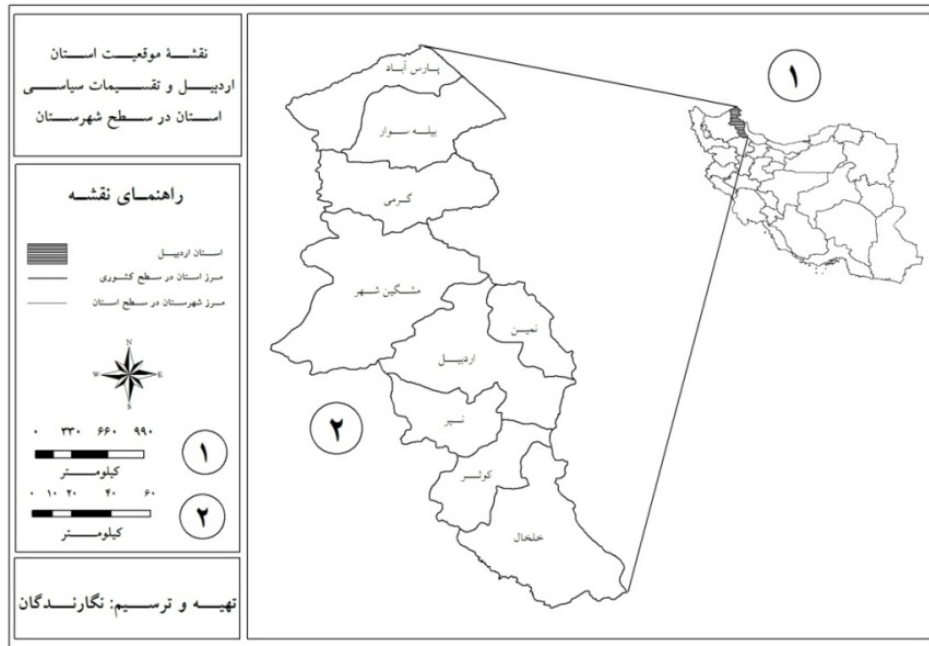 نقشهٔ موقعیت استان
اردبیل و تقسیمات سیاسی
استان در سطح شهرستان
راهنمای نقشه
استان اردبیل
مرز استان در سطح کشوری
مرز شهرستان در سطح استان
N
W E
S
۰ ۳۳۰ ۶۶۰ ۹۹۰
کیلومتر
۱
۰ ۱۰ ۲۰ ۴۰ ۶۰
کیلومتر
۲
تهیه و ترسیم: نگارندگان
۱
۲
پارس آباد
بیله سوار
گرمی
مشگین شهر
نمین
اردبیل
نیر
کوثر
خلخال